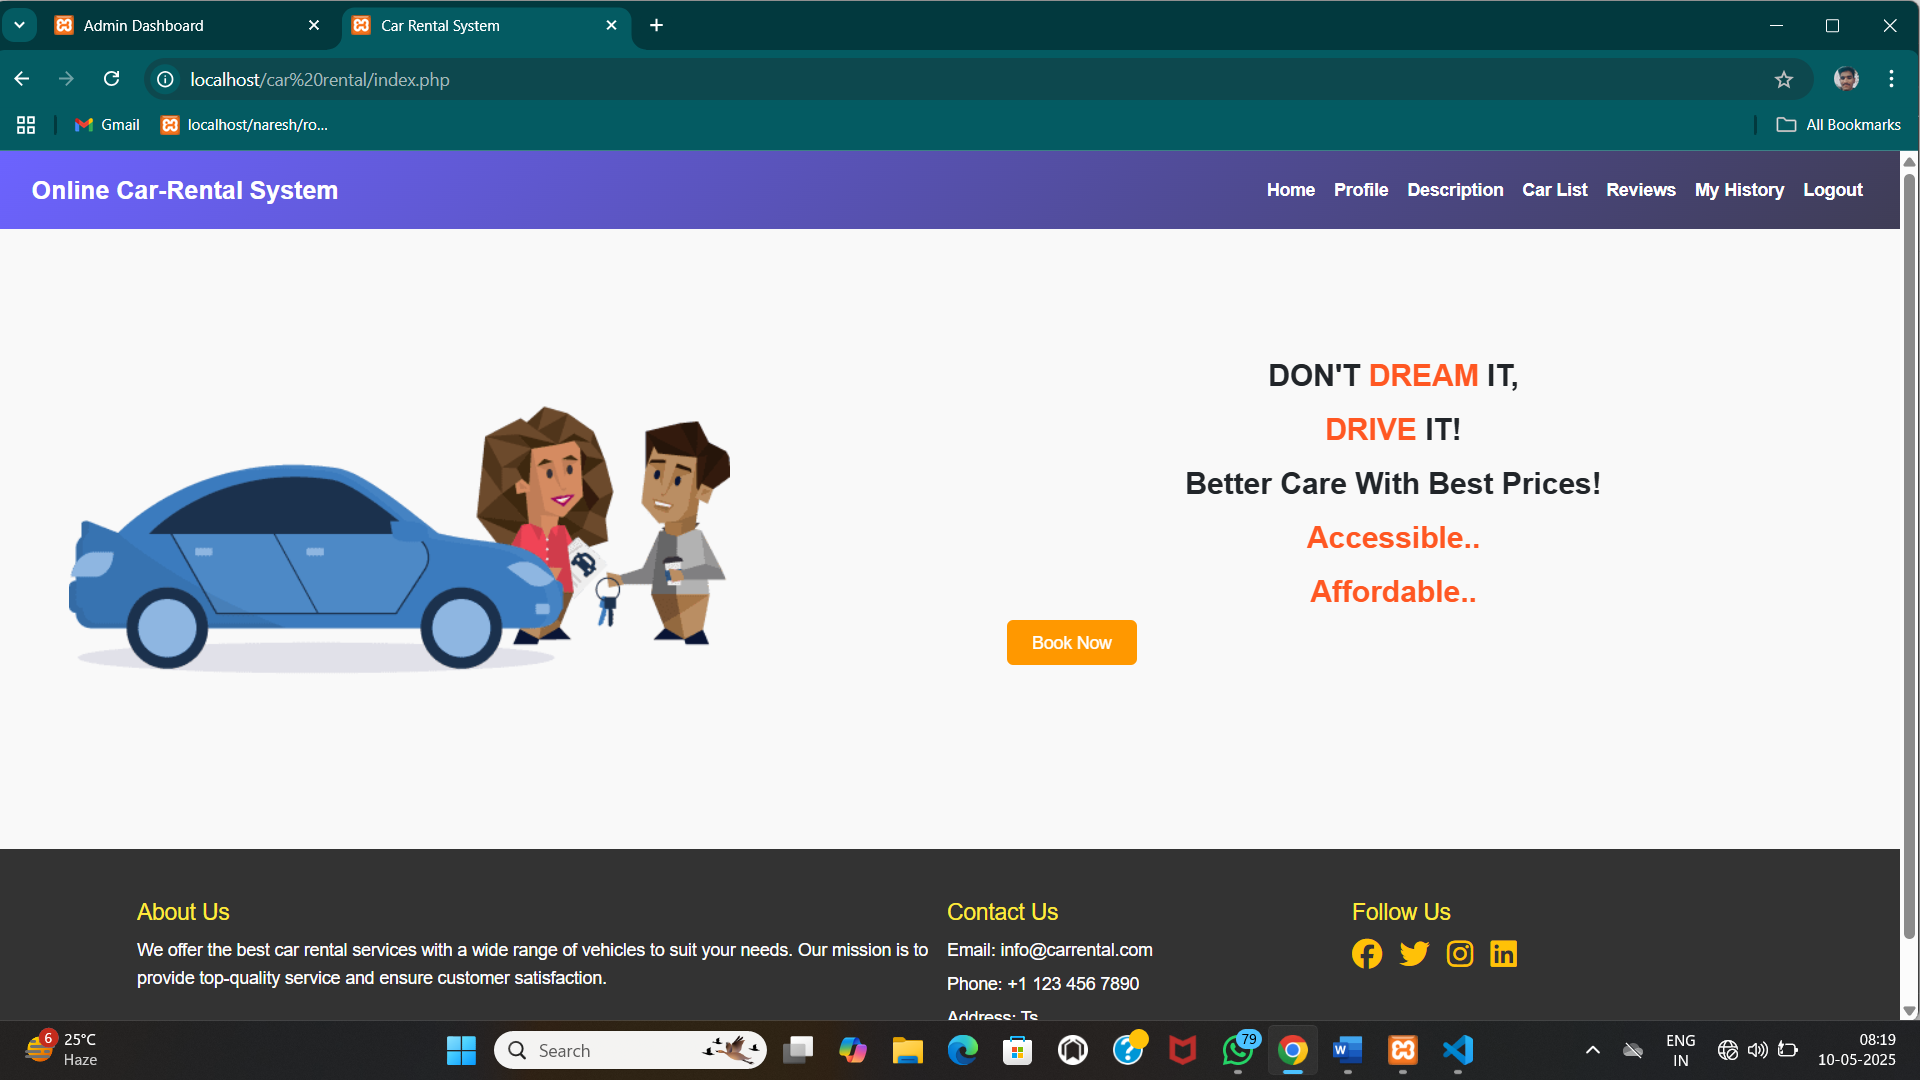 Admin Dashboard
Car Rental System
localhost/car%20rental/index.php
Gmail
localhost/naresh/ro...
All Bookmarks
Online Car-Rental System
Home Profile Description Car List Reviews My History Logout
DON'T DREAM IT,
DRIVE IT!
Better Care With Best Prices!
Accessible..
Affordable..
Book Now
About Us
We offer the best car rental services with a wide range of vehicles to suit your needs. Our mission is to
provide top-quality service and ensure customer satisfaction.
Contact Us
Email: info@carrental.com
Phone: +1 123 456 7890
Address: Ts
Follow Us
6
25°C
Haze
Search
79
ENG
IN
08:19
10-05-2025